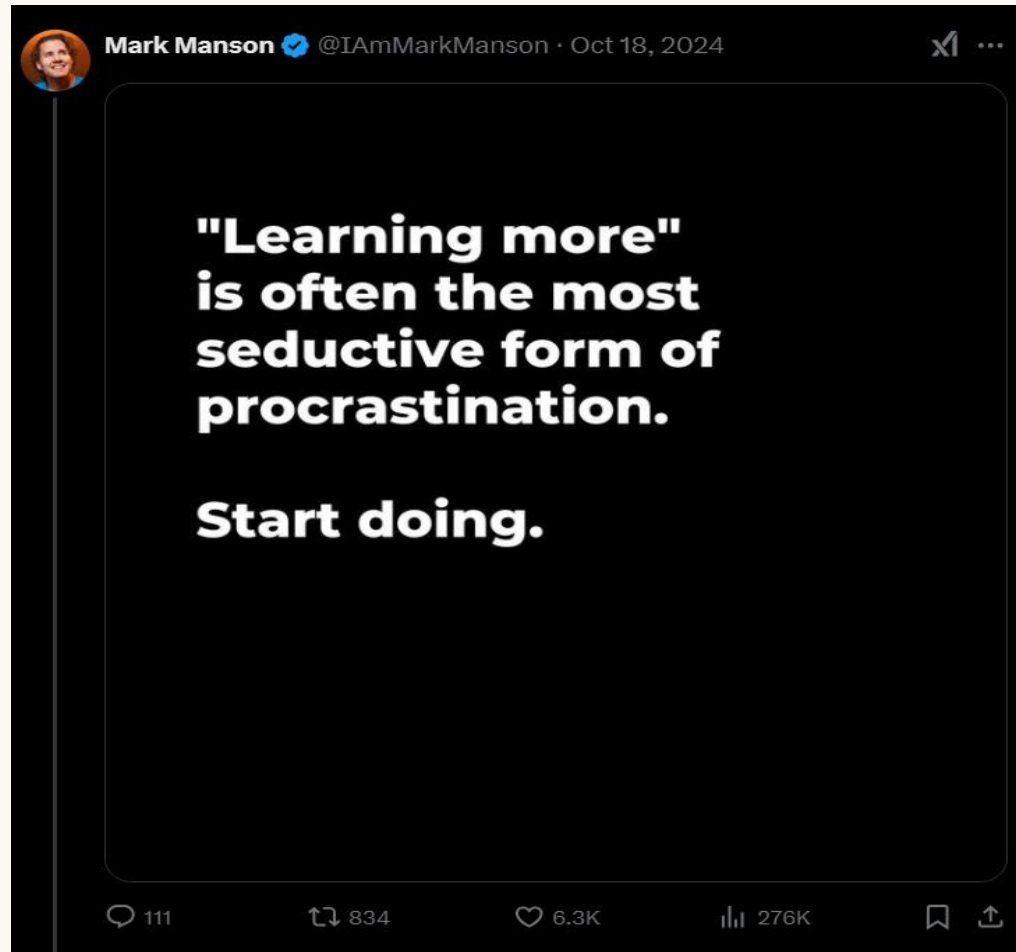 Mark Manson @IAmMarkManson · Oct 18, 2024
"Learning more"
is often the most
seductive form of
procrastination.
Start doing.
111 834 6.3K 276K